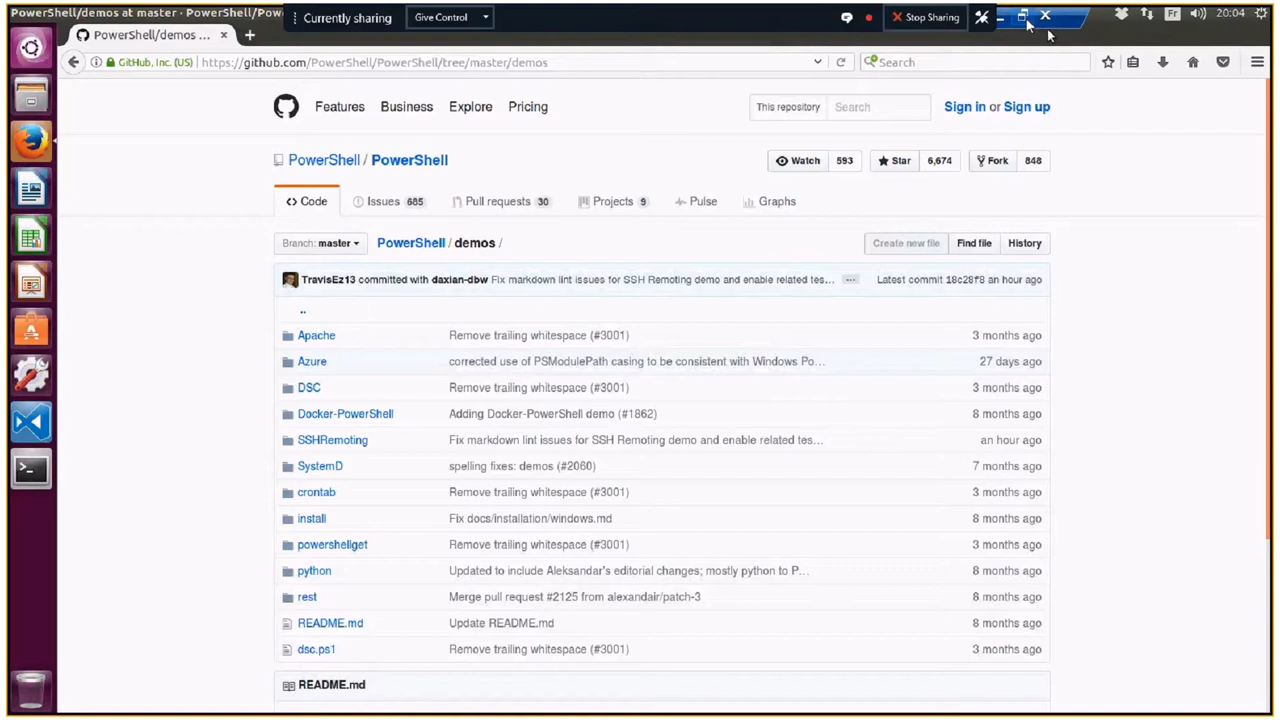 PowerShell/demos at master · PowerShell/Pow
Currently sharing
Give Control
Stop Sharing
Fr
20:04
PowerShell/demos ...
GitHub, Inc. (US)
https://github.com/PowerShell/PowerShell/tree/master/demos
Search
Features
Business
Explore
Pricing
This repository
Search
Sign in or Sign up
PowerShell / PowerShell
Watch 593
Star 6,674
Fork 848
Code
Issues 685
Pull requests 30
Projects 9
Pulse
Graphs
Branch: master
PowerShell / demos /
Create new file
Find file
History
TravisEz13 committed with daxian-dbw Fix markdown lint issues for SSH Remoting demo and enable related tes… ...
Latest commit 18c28f8 an hour ago
..
Apache Remove trailing whitespace (#3001) 3 months ago
Azure corrected use of PSModulePath casing to be consistent with Windows Po… 27 days ago
DSC Remove trailing whitespace (#3001) 3 months ago
Docker-PowerShell Adding Docker-PowerShell demo (#1862) 8 months ago
SSHRemoting Fix markdown lint issues for SSH Remoting demo and enable related tes… an hour ago
SystemD spelling fixes: demos (#2060) 7 months ago
crontab Remove trailing whitespace (#3001) 3 months ago
install Fix docs/installation/windows.md 8 months ago
powershellget Remove trailing whitespace (#3001) 3 months ago
python Updated to include Aleksandar's editorial changes; mostly python to P… 8 months ago
rest Merge pull request #2125 from alexandair/patch-3 8 months ago
README.md Update README.md 8 months ago
dsc.ps1 Remove trailing whitespace (#3001) 3 months ago
README.md